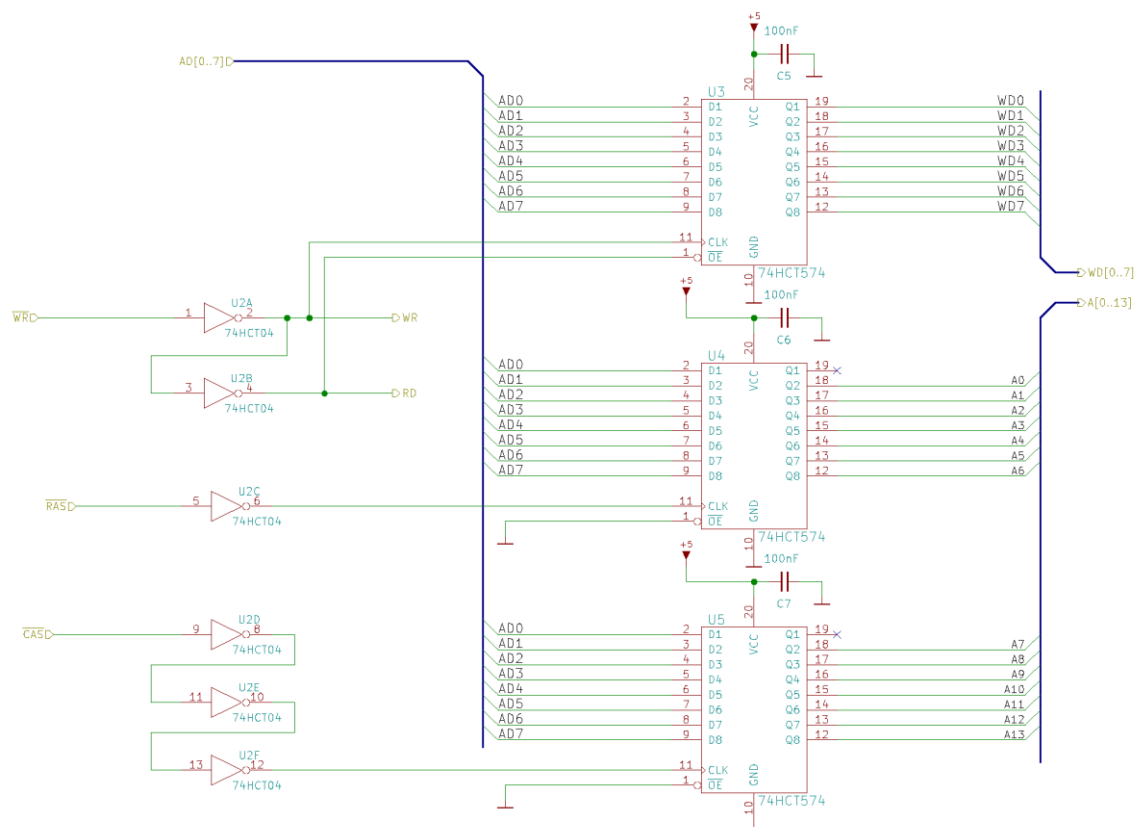 +5
100nF
C5
AD[0..7]
U3
20
VCC
AD0 2 D1 Q1 19 WD0
AD1 3 D2 Q2 18 WD1
AD2 4 D3 Q3 17 WD2
AD3 5 D4 Q4 16 WD3
AD4 6 D5 Q5 15 WD4
AD5 7 D6 Q6 14 WD5
AD6 8 D7 Q7 13 WD6
AD7 9 D8 Q8 12 WD7
11 CLK
1 OE
GND
10
74HCT574
WD[0..7]
A[0..13]
+5
100nF
C6
WR 1 U2A 2 WR
74HCT04
3 U2B 4 RD
74HCT04
U4
20
VCC
AD0 2 D1 Q1 19
AD1 3 D2 Q2 18 A0
AD2 4 D3 Q3 17 A1
AD3 5 D4 Q4 16 A2
AD4 6 D5 Q5 15 A3
AD5 7 D6 Q6 14 A4
AD6 8 D7 Q7 13 A5
AD7 9 D8 Q8 12 A6
RAS 5 U2C 6 11 CLK
74HCT04
1 OE
GND
10
74HCT574
+5
100nF
C7
U5
20
VCC
CAS 9 U2D 8
74HCT04
11 U2E 10
74HCT04
13 U2F 12
74HCT04
AD0 2 D1 Q1 19
AD1 3 D2 Q2 18 A7
AD2 4 D3 Q3 17 A8
AD3 5 D4 Q4 16 A9
AD4 6 D5 Q5 15 A10
AD5 7 D6 Q6 14 A11
AD6 8 D7 Q7 13 A12
AD7 9 D8 Q8 12 A13
11 CLK
1 OE
GND
10
74HCT574